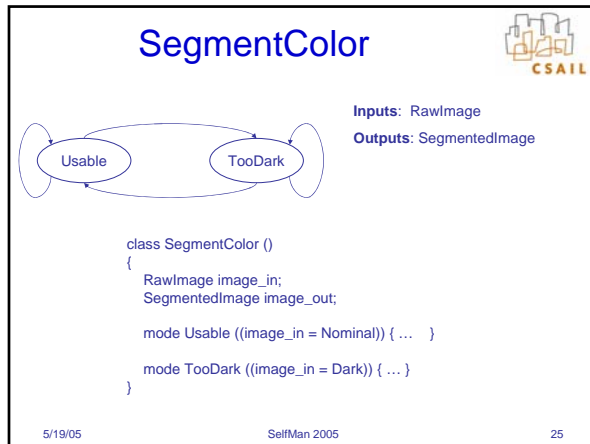 SegmentColor
CSAIL
Inputs: RawImage
Outputs: SegmentedImage
Usable
TooDark
class SegmentColor ()
{
RawImage image_in;
SegmentedImage image_out;
mode Usable ((image_in = Nominal)) { … }
mode TooDark ((image_in = Dark)) { … }
}
5/19/05
SelfMan 2005
25